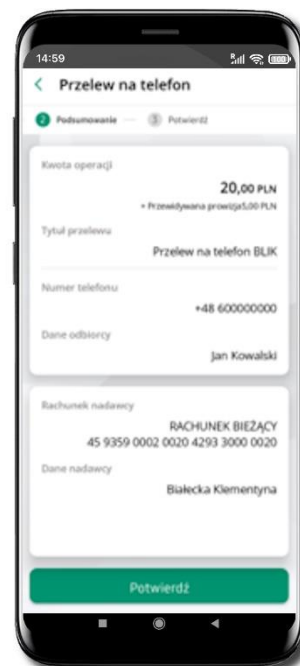 14:59
Przelew na telefon
2 Podsumowanie 3 Potwierdź
Kwota operacji
20,00 PLN
+ Przewidywana prowizja5,00 PLN
Tytuł przelewu
Przelew na telefon BLIK
Numer telefonu
+48 600000000
Dane odbiorcy
Jan Kowalski
Rachunek nadawcy
RACHUNEK BIEŻĄCY
45 9359 0002 0020 4293 3000 0020
Dane nadawcy
Białecka Klementyna
Potwierdź